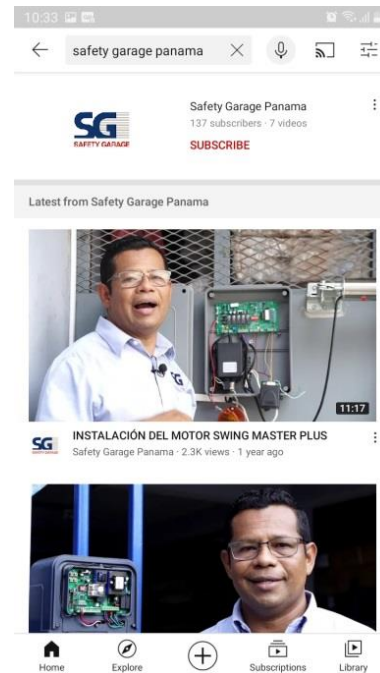 10:33
safety garage panama
SG
SAFETY GARAGE
Safety Garage Panama
137 subscribers · 7 videos
SUBSCRIBE
Latest from Safety Garage Panama
SG
11:17
SG
INSTALACIÓN DEL MOTOR SWING MASTER PLUS
Safety Garage Panama · 2.3K views · 1 year ago
Home
Explore
Subscriptions
Library